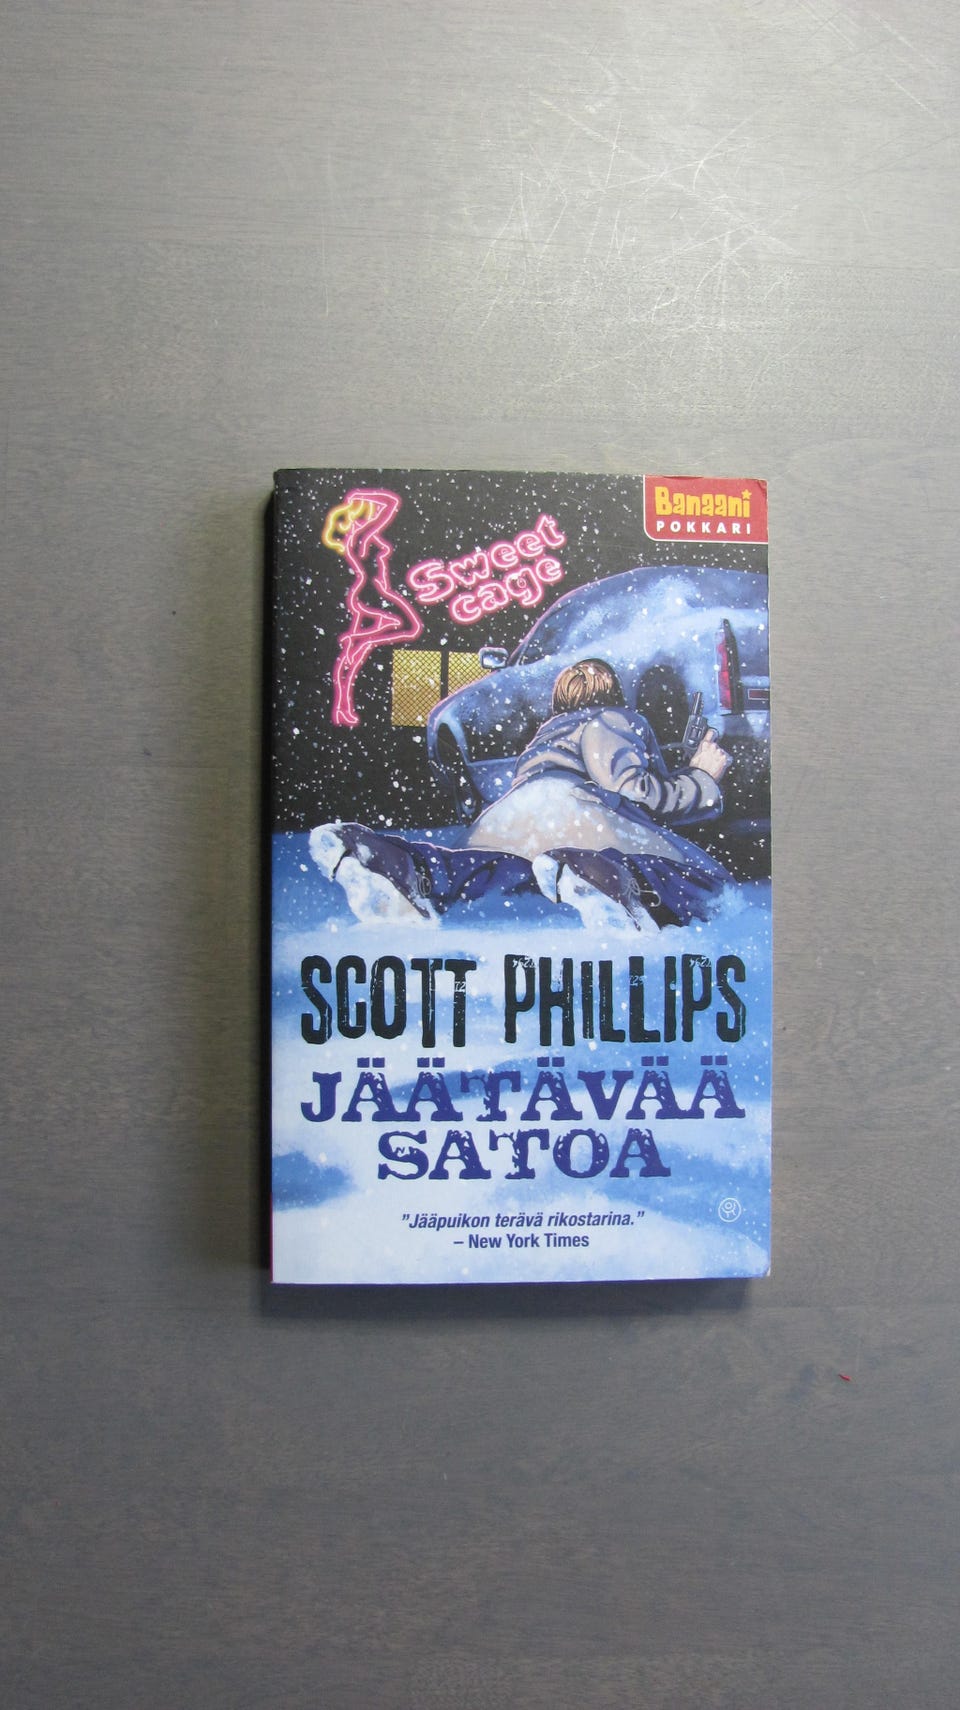 Banaani
POKKARI
Sweet
cage
SCOTT PHILLIPS
JÄÄTÄVÄÄ
SATOA
”Jääpuikon terävä rikostarina.”
– New York Times